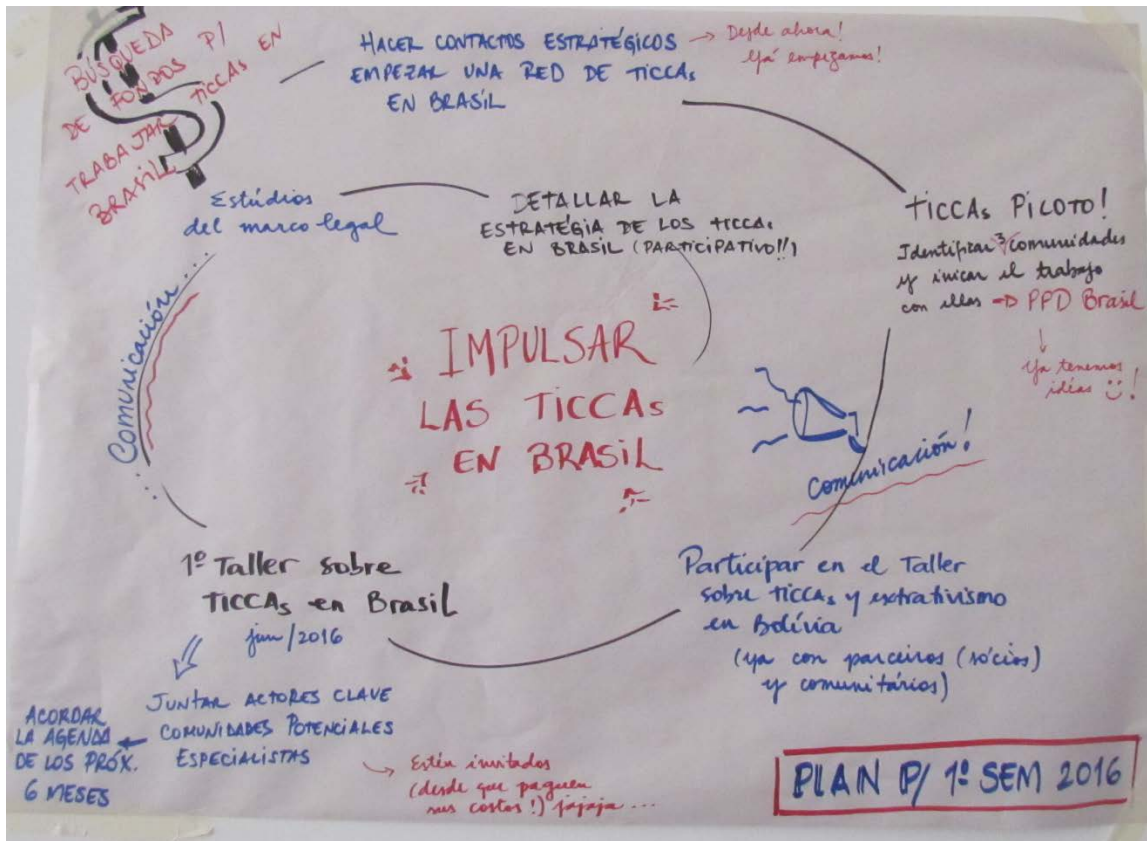 BÚSQUEDA
DE FONDOS P/
TRABAJAR TICCAs EN
BRASIL
HACER CONTACTOS ESTRATÉGICOS → Desde ahora!
Ya empezamos!
EMPEZAR UNA RED DE TICCAs
EN BRASIL
TICCAs PILOTO!
Identificar 3 comunidades
y iniciar el trabajo
con ellas → PPD Brasil
Ya tenemos
idéas !
DETALLAR LA
ESTRATÉGIA DE LOS TICCAs
EN BRASIL (PARTICIPATIVO!!)
Estúdios
del marco legal
Comunicación...
IMPULSAR
LAS TICCAs
EN BRASIL
Comunicación!
Participar en el Taller
sobre TICCAs y extrativismo
en Bolívia
(ya con parceiros (sócios)
y comunitários)
1º Taller sobre
TICCAs en Brasil
jun/2016
JUNTAR ACTORES CLAVE
COMUNIDADES POTENCIALES
ESPECIALISTAS
ACORDAR
LA AGENDA
DE LOS PRÓX.
6 MESES
Estén invitados
(desde que paguen
sus costos!) jajaja...
PLAN P/ 1º SEM 2016